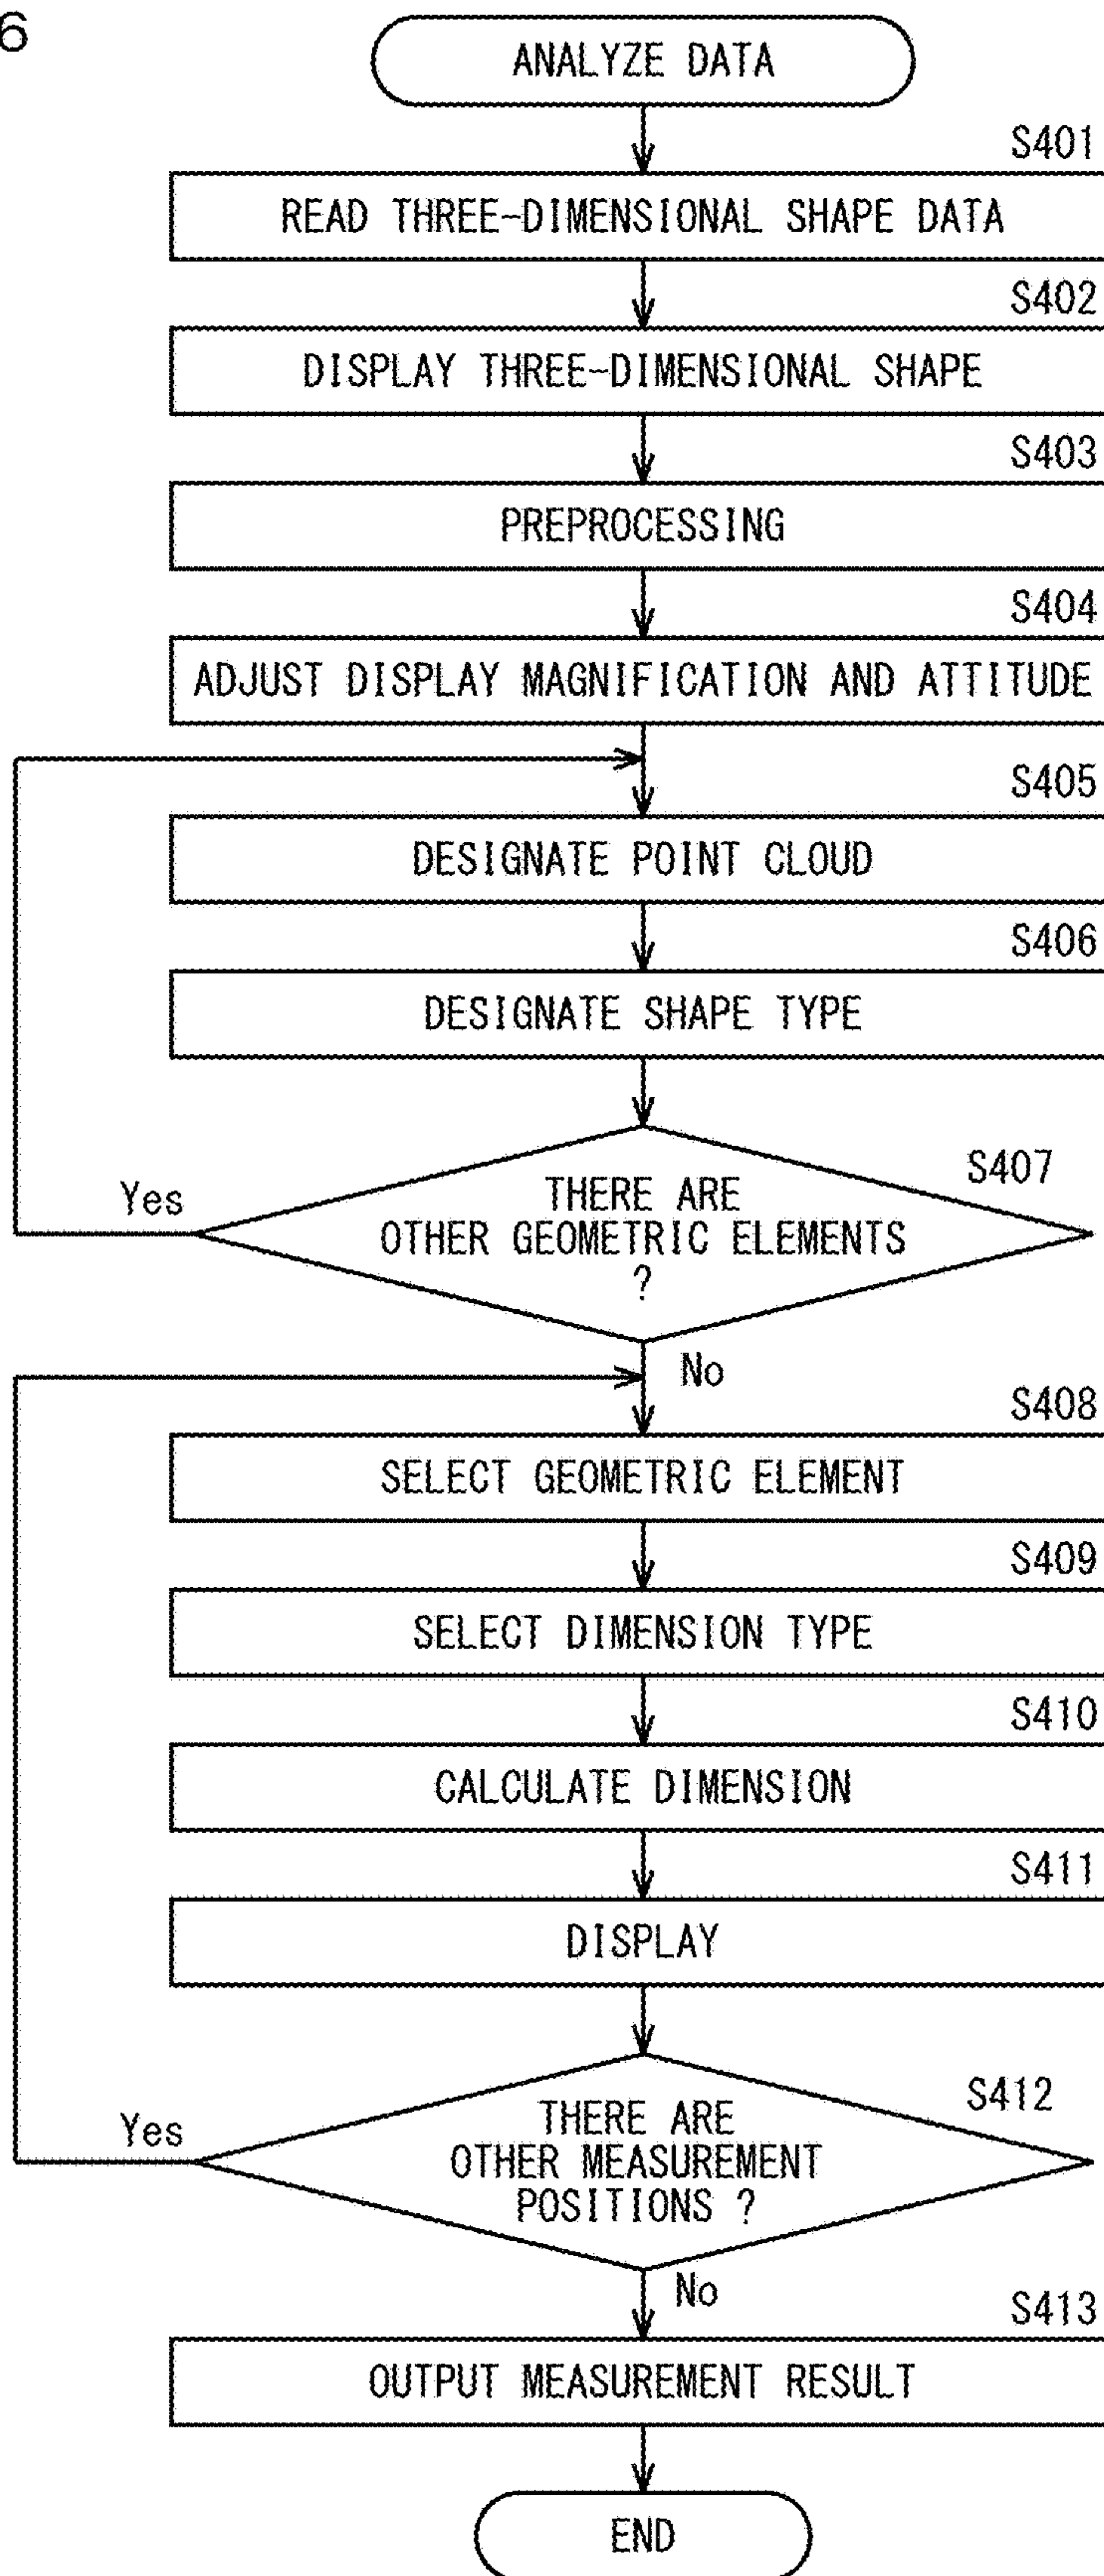 6
ANALYZE DATA
S401
READ THREE-DIMENSIONAL SHAPE DATA
S402
DISPLAY THREE-DIMENSIONAL SHAPE
S403
PREPROCESSING
S404
ADJUST DISPLAY MAGNIFICATION AND ATTITUDE
S405
DESIGNATE POINT CLOUD
S406
DESIGNATE SHAPE TYPE
S407
Yes
THERE ARE
OTHER GEOMETRIC ELEMENTS
?
No
S408
SELECT GEOMETRIC ELEMENT
S409
SELECT DIMENSION TYPE
S410
CALCULATE DIMENSION
S411
DISPLAY
S412
Yes
THERE ARE
OTHER MEASUREMENT
POSITIONS ?
No
S413
OUTPUT MEASUREMENT RESULT
END